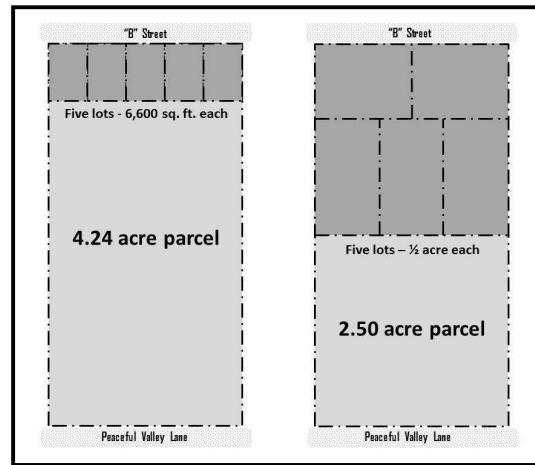 "B" Street
Five lots - 6,600 sq. ft. each
4.24 acre parcel
Peaceful Valley Lane
"B" Street
Five lots – ½ acre each
2.50 acre parcel
Peaceful Valley Lane